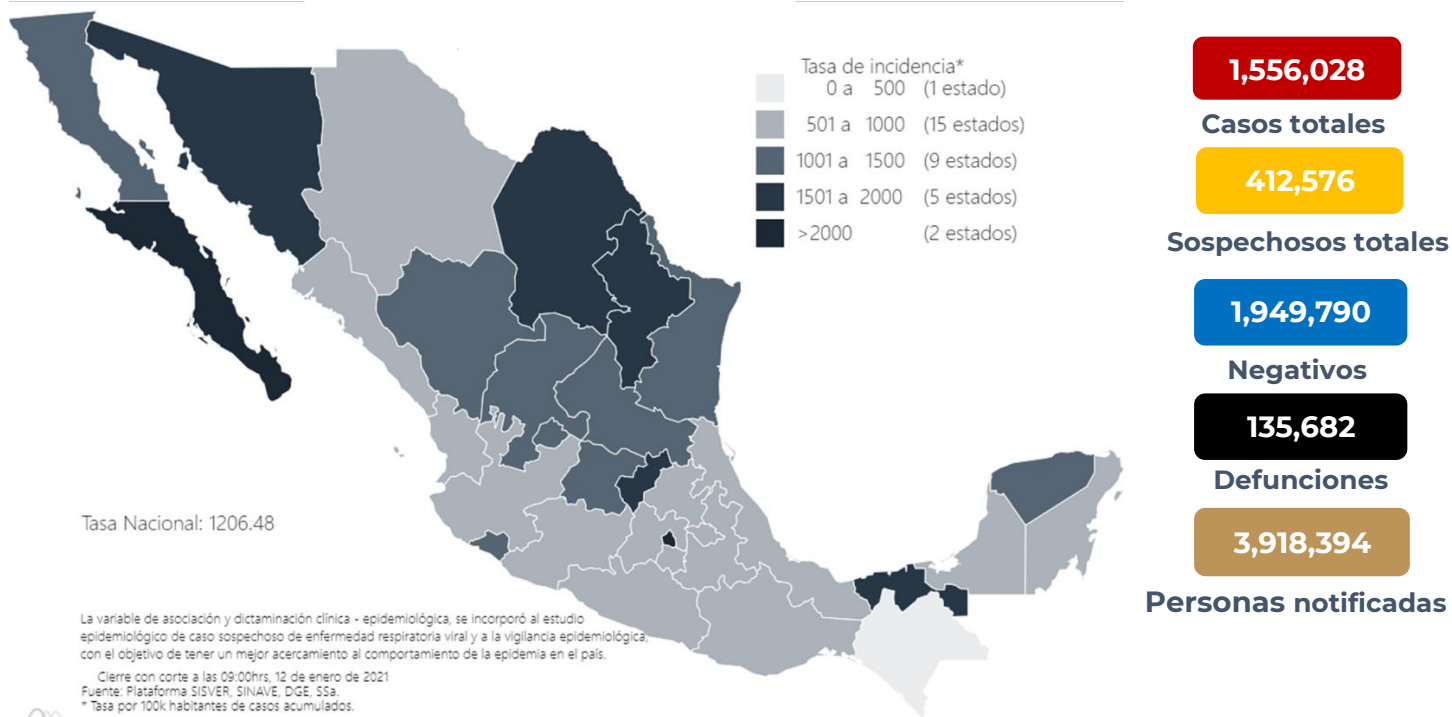 Tasa de incidencia*
0 a 500 (1 estado)
501 a 1000 (15 estados)
1001 a 1500 (9 estados)
1501 a 2000 (5 estados)
>2000 (2 estados)
Tasa Nacional: 1206.48
La variable de asociación y dictaminación clínica - epidemiológica, se incorporó al estudio
epidemiológico de caso sospechoso de enfermedad respiratoria viral y a la vigilancia epidemiológica,
con el objetivo de tener un mejor acercamiento al comportamiento de la epidemia en el país.
Cierre con corte a las 09:00hrs, 12 de enero de 2021
Fuente: Plataforma SISVER, SINAVE, DGE, SSa.
* Tasa por 100k habitantes de casos acumulados.
1,556,028
Casos totales
412,576
Sospechosos totales
1,949,790
Negativos
135,682
Defunciones
3,918,394
Personas notificadas